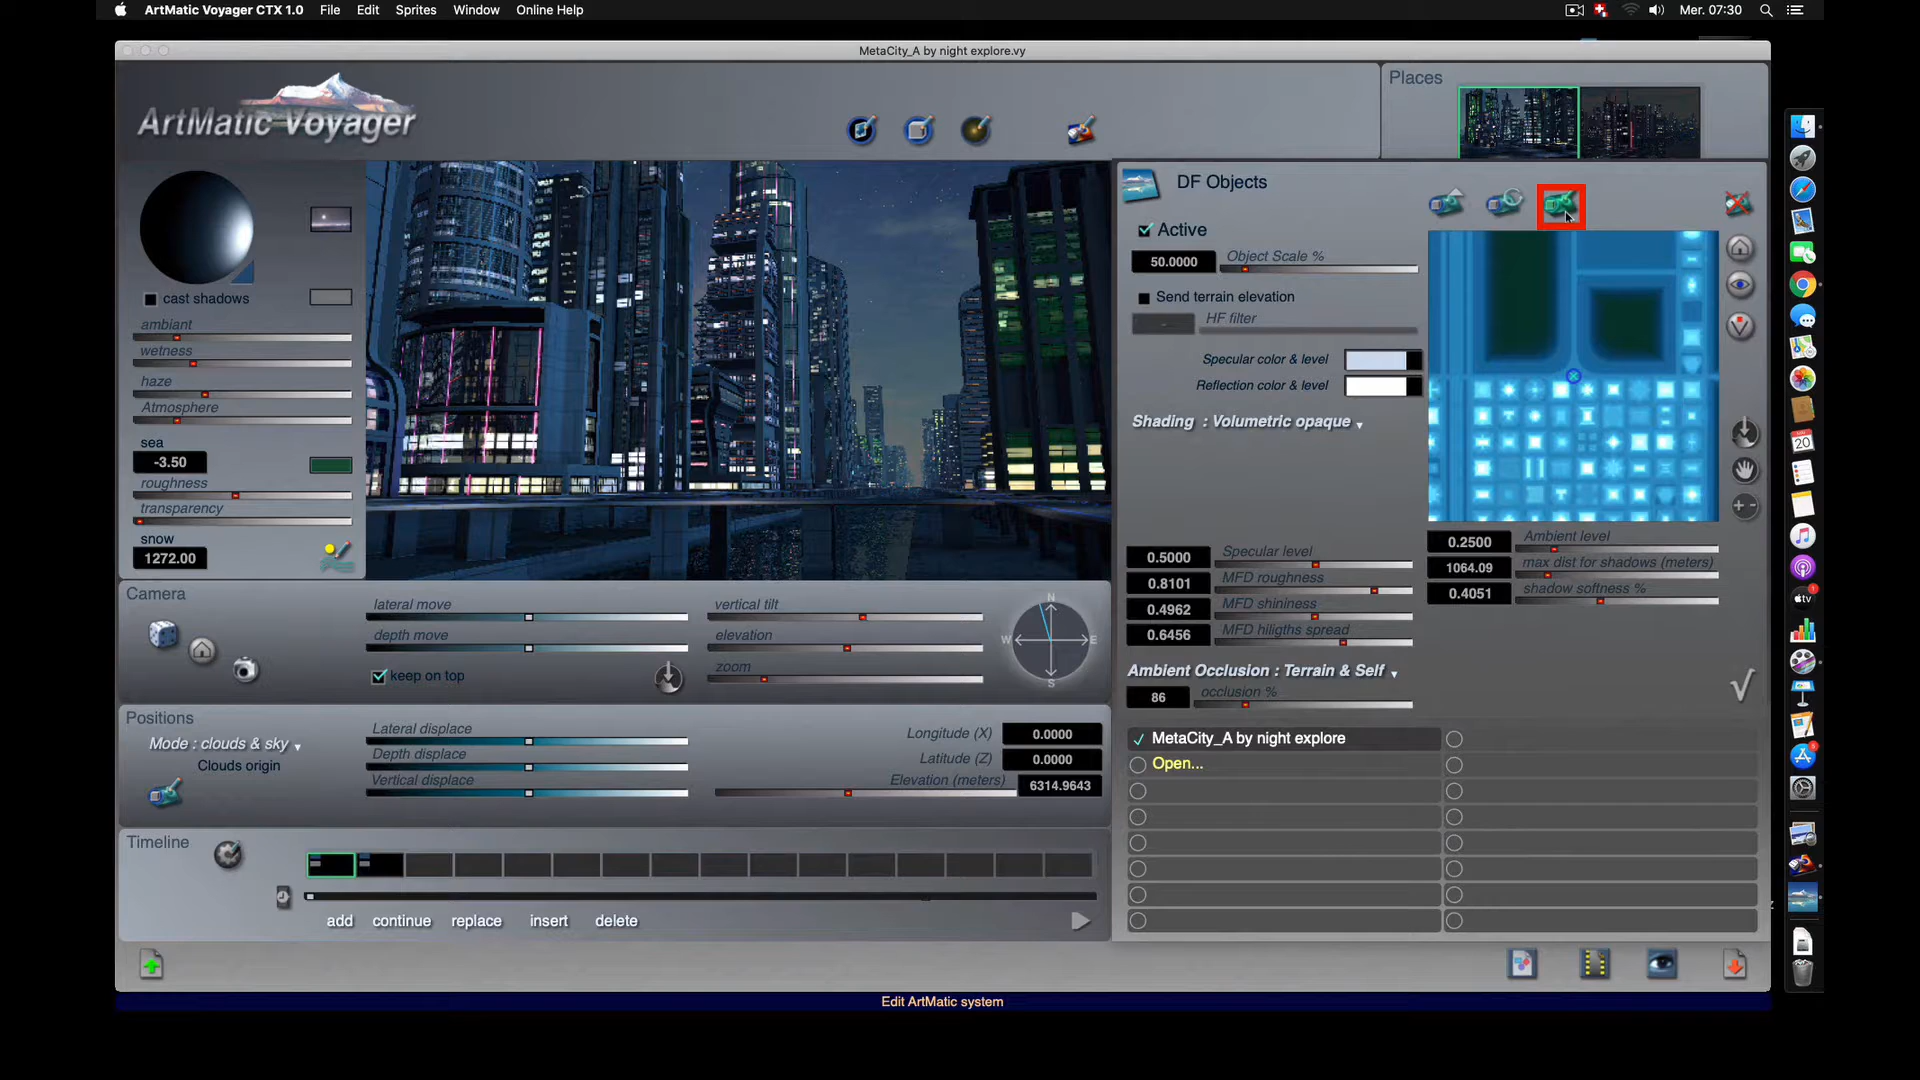 ArtMatic Voyager CTX 1.0 File Edit Sprites Window Online Help Mer. 07:30
MetaCity_A by night explore.vy
ArtMatic Voyager
Places
DF Objects
Active
50.0000 Object Scale %
Send terrain elevation
HF filter
Specular color & level
Reflection color & level
Shading : Volumetric opaque
cast shadows
ambiant
wetness
haze
Atmosphere
sea
-3.50
roughness
transparency
snow
1272.00
0.5000 Specular level
0.8101 MFD roughness
0.4962 MFD shininess
0.6456 MFD hiligths spread
0.2500 Ambient level
1064.09 max dist for shadows (meters)
0.4051 shadow softness %
Ambient Occlusion : Terrain & Self
86 occlusion %
Camera
lateral move
depth move
keep on top
vertical tilt
elevation
zoom
N
W E
S
Positions
Mode : clouds & sky
Clouds origin
Lateral displace
Depth displace
Vertical displace
Longitude (X) 0.0000
Latitude (Z) 0.0000
Elevation (meters) 6314.9643
MetaCity_A by night explore
Open...
Timeline
add continue replace insert delete
Edit ArtMatic system
20
tv